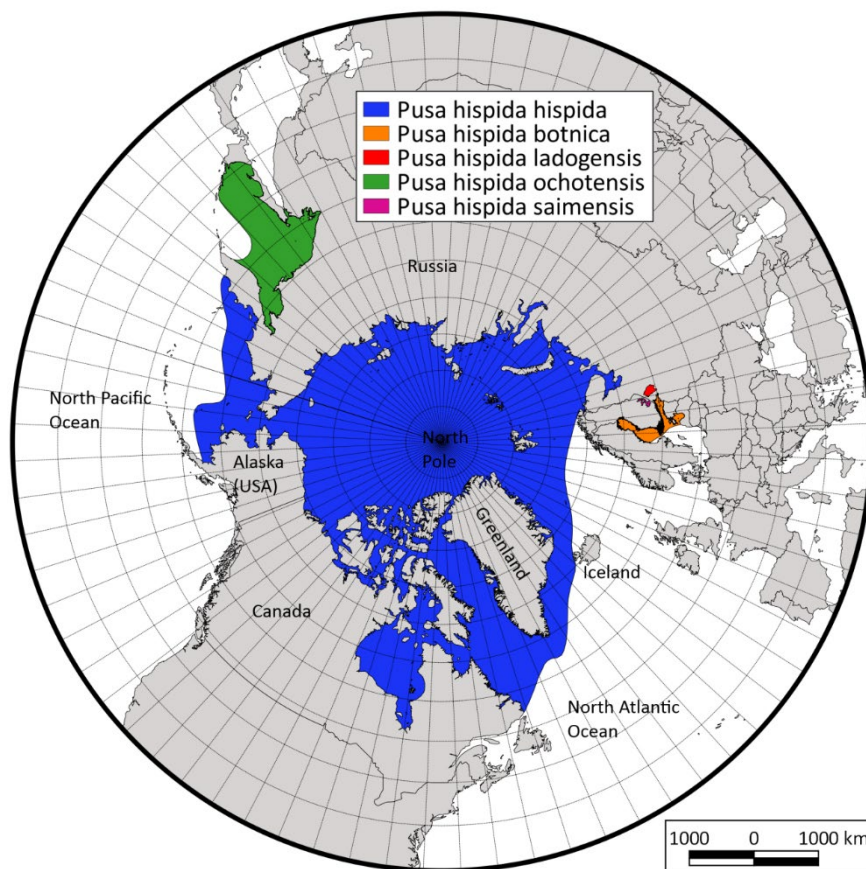 Pusa hispida hispida
Pusa hispida botnica
Pusa hispida ladogensis
Pusa hispida ochotensis
Pusa hispida saimensis
Russia
North Pacific
Ocean
North
Pole
Alaska
(USA)
Greenland
Iceland
Canada
North Atlantic
Ocean
1000 0 1000 km